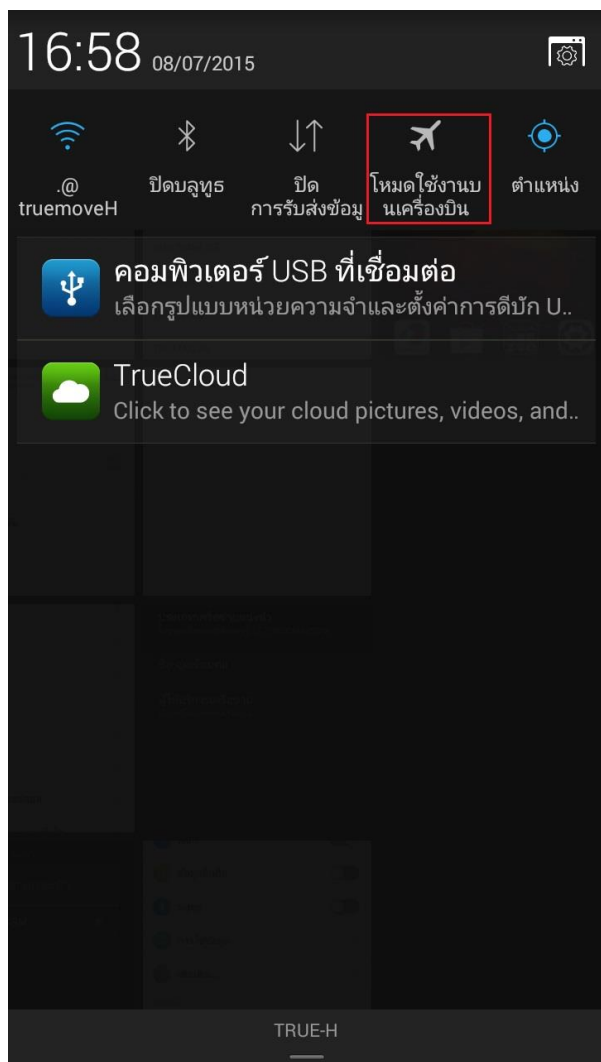 16:58 08/07/2015
.@ ปิดบลูทูธ ปิด โหมดใช้งานบ ตำแหน่ง
truemoveH การรับส่งข้อมู นเครื่องบิน
คอมพิวเตอร์ USB ที่เชื่อมต่อ
เลือกรูปแบบหน่วยความจำและตั้งค่าการดีบัก U..
TrueCloud
Click to see your cloud pictures, videos, and..
TRUE-H